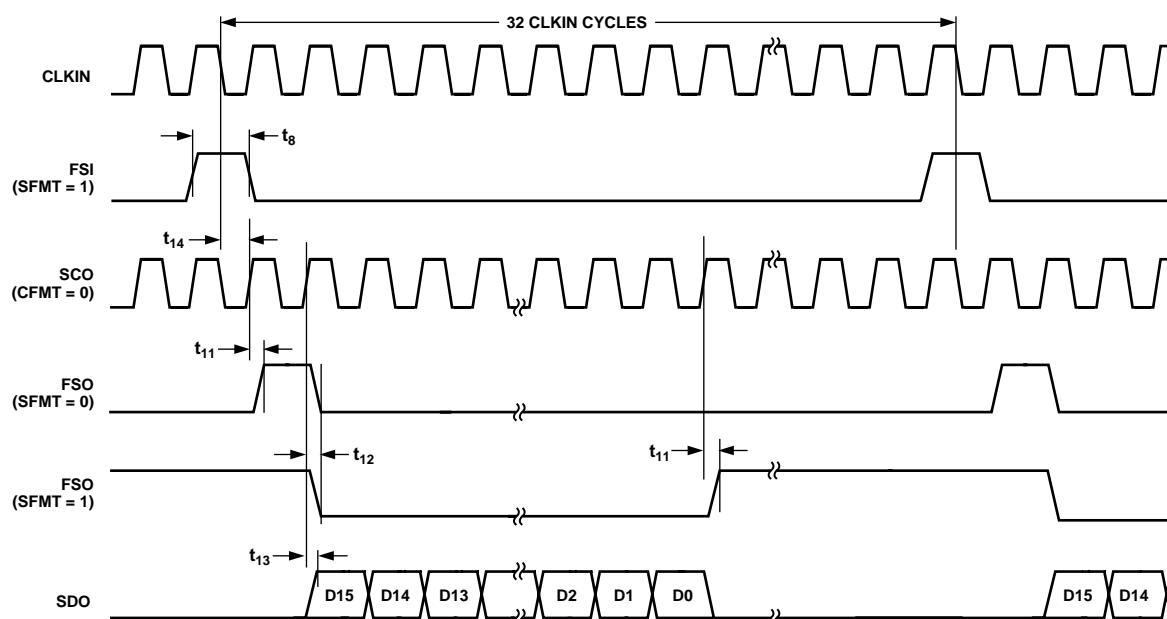 32 CLKIN CYCLES
CLKIN
t8
FSI
(SFMT = 1)
t14
SCO
(CFMT = 0)
t11
FSO
(SFMT = 0)
t12
t11
FSO
(SFMT = 1)
t13
SDO
D15 D14 D13 D2 D1 D0 D15 D14